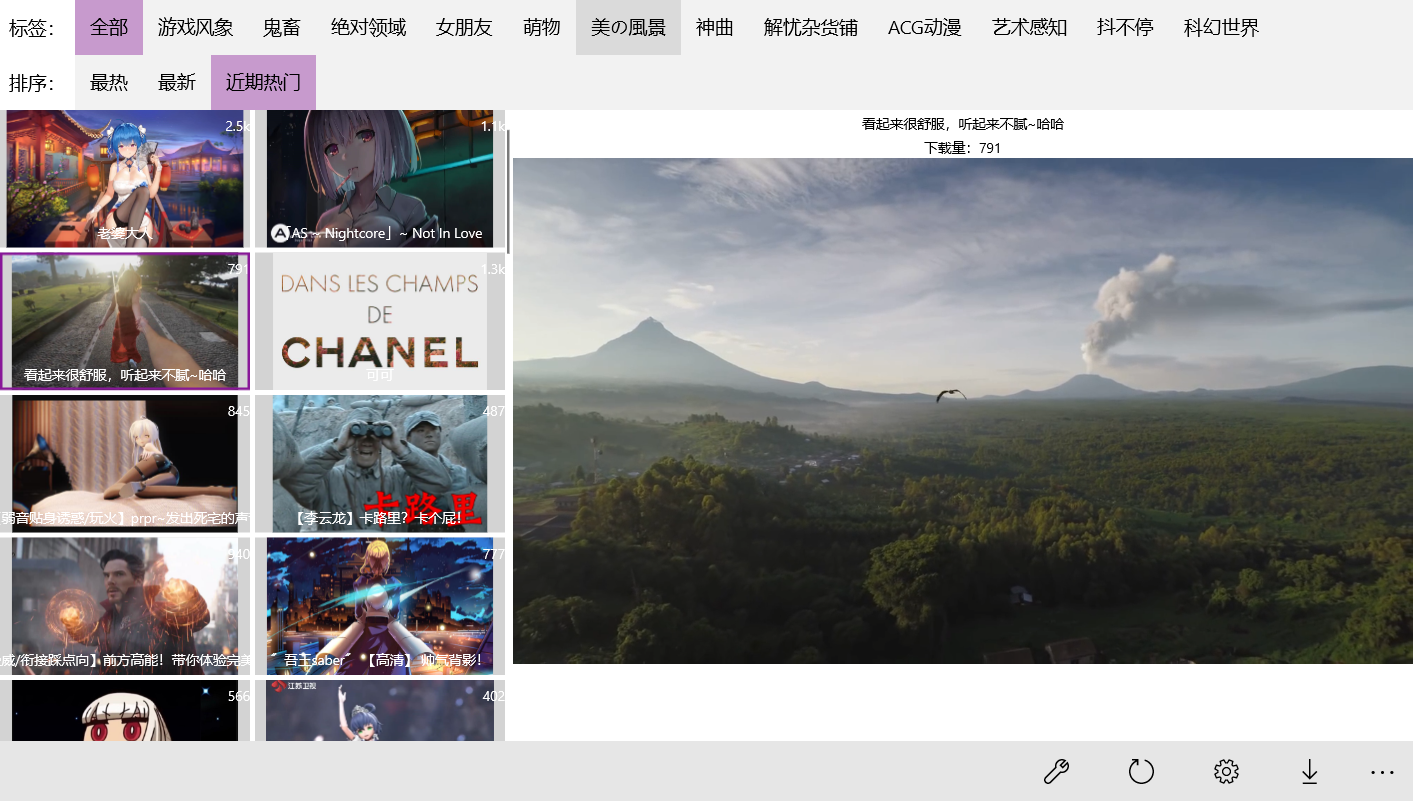 标签： 全部 游戏风象 鬼畜 绝对领域 女朋友 萌物 美の風景 神曲 解忧杂货铺 ACG动漫 艺术感知 抖不停 科幻世界
排序： 最热 最新 近期热门
看起来很舒服，听起来不腻~哈哈
下载量：791
2.5k
老婆大人
1.1k
「AS ~ Nightcore」~ Not In Love
791
看起来很舒服，听起来不腻~哈哈
1.3k
DANS LES CHAMPS
DE
CHANEL
可可
845
弱音贴身诱惑/玩火】prpr~发出死宅的声
487
卡路里
【李云龙】卡路里？卡个屁！
940
威/衔接踩点向】前方高能！带你体验完美
777
吾王saber 【高清】 帅气背影！
566
江苏卫视
402